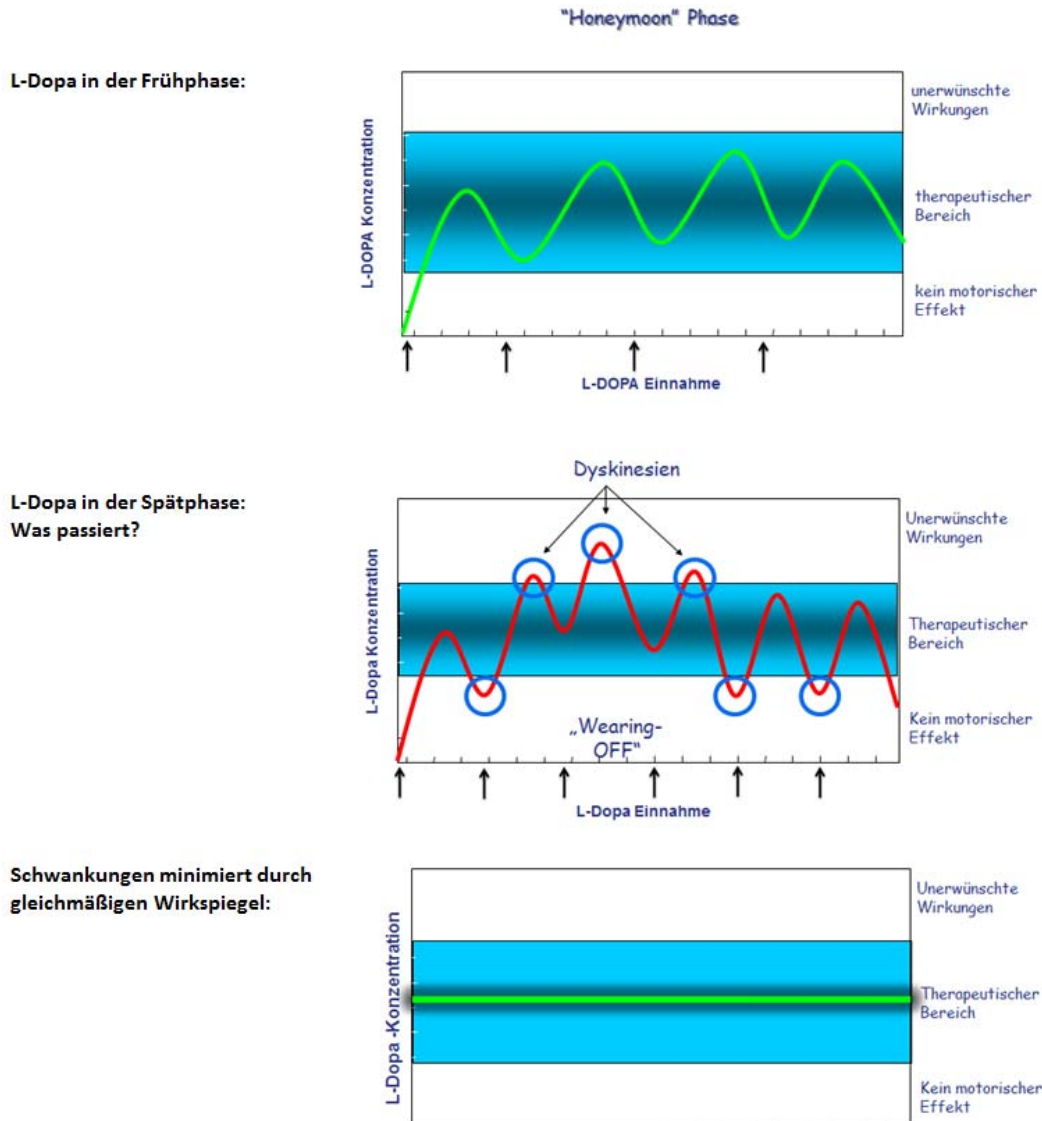 "Honeymoon" Phase
L-Dopa in der Frühphase:
L-DOPA Konzentration
unerwünschte
Wirkungen
therapeutischer
Bereich
kein motorischer
Effekt
L-DOPA Einnahme
L-Dopa in der Spätphase:
Was passiert?
Dyskinesien
L-Dopa Konzentration
Unerwünschte
Wirkungen
Therapeutischer
Bereich
Kein motorischer
Effekt
„Wearing-
OFF“
L-Dopa Einnahme
Schwankungen minimiert durch
gleichmäßigen Wirkspiegel:
L-Dopa -Konzentration
Unerwünschte
Wirkungen
Therapeutischer
Bereich
Kein motorischer
Effekt